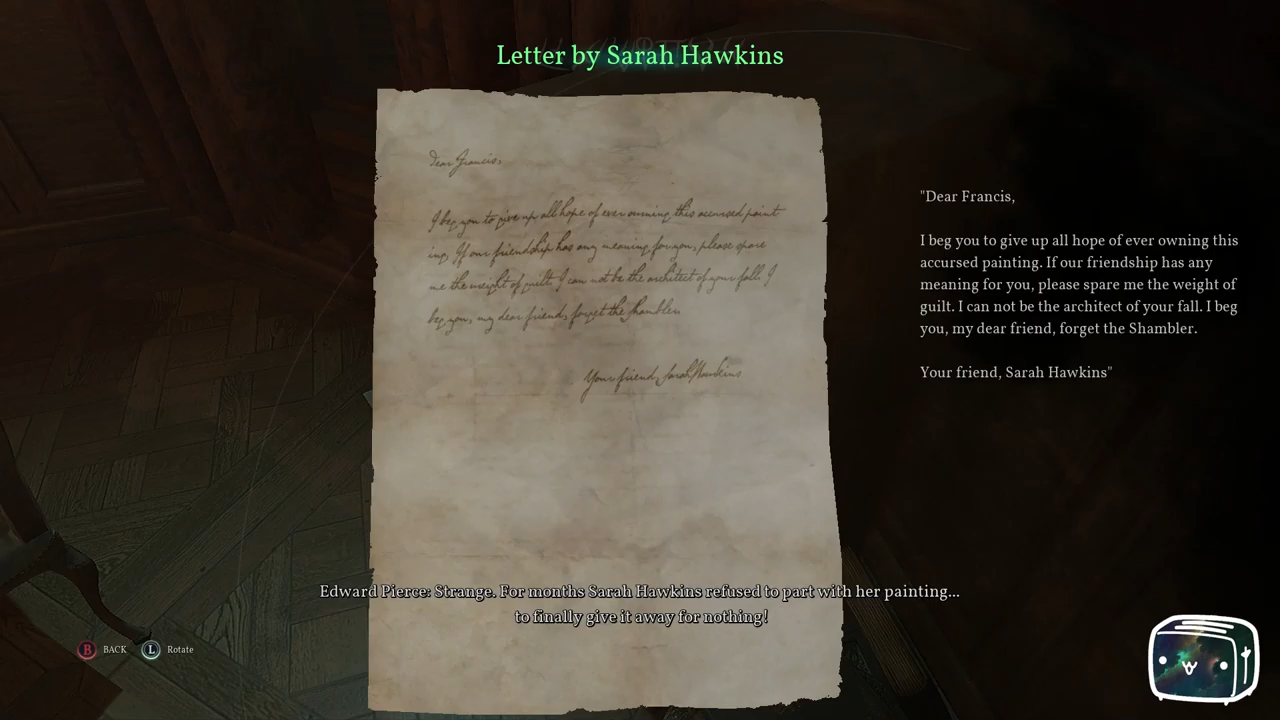 Letter by Sarah Hawkins
Dear Francis,
I beg you to give up all hope of ever owning this accursed paint
ing. If our friendship has any meaning for you, please spare
me the weight of guilt. I can not be the architect of your fall. I
beg you, my dear friend, forget the Shambler.
Your friend, Sarah Hawkins
"Dear Francis,
I beg you to give up all hope of ever owning this
accursed painting. If our friendship has any
meaning for you, please spare me the weight of
guilt. I can not be the architect of your fall. I beg
you, my dear friend, forget the Shambler.
Your friend, Sarah Hawkins"
Edward Pierce: Strange. For months Sarah Hawkins refused to part with her painting...
to finally give it away for nothing!
B BACK L Rotate